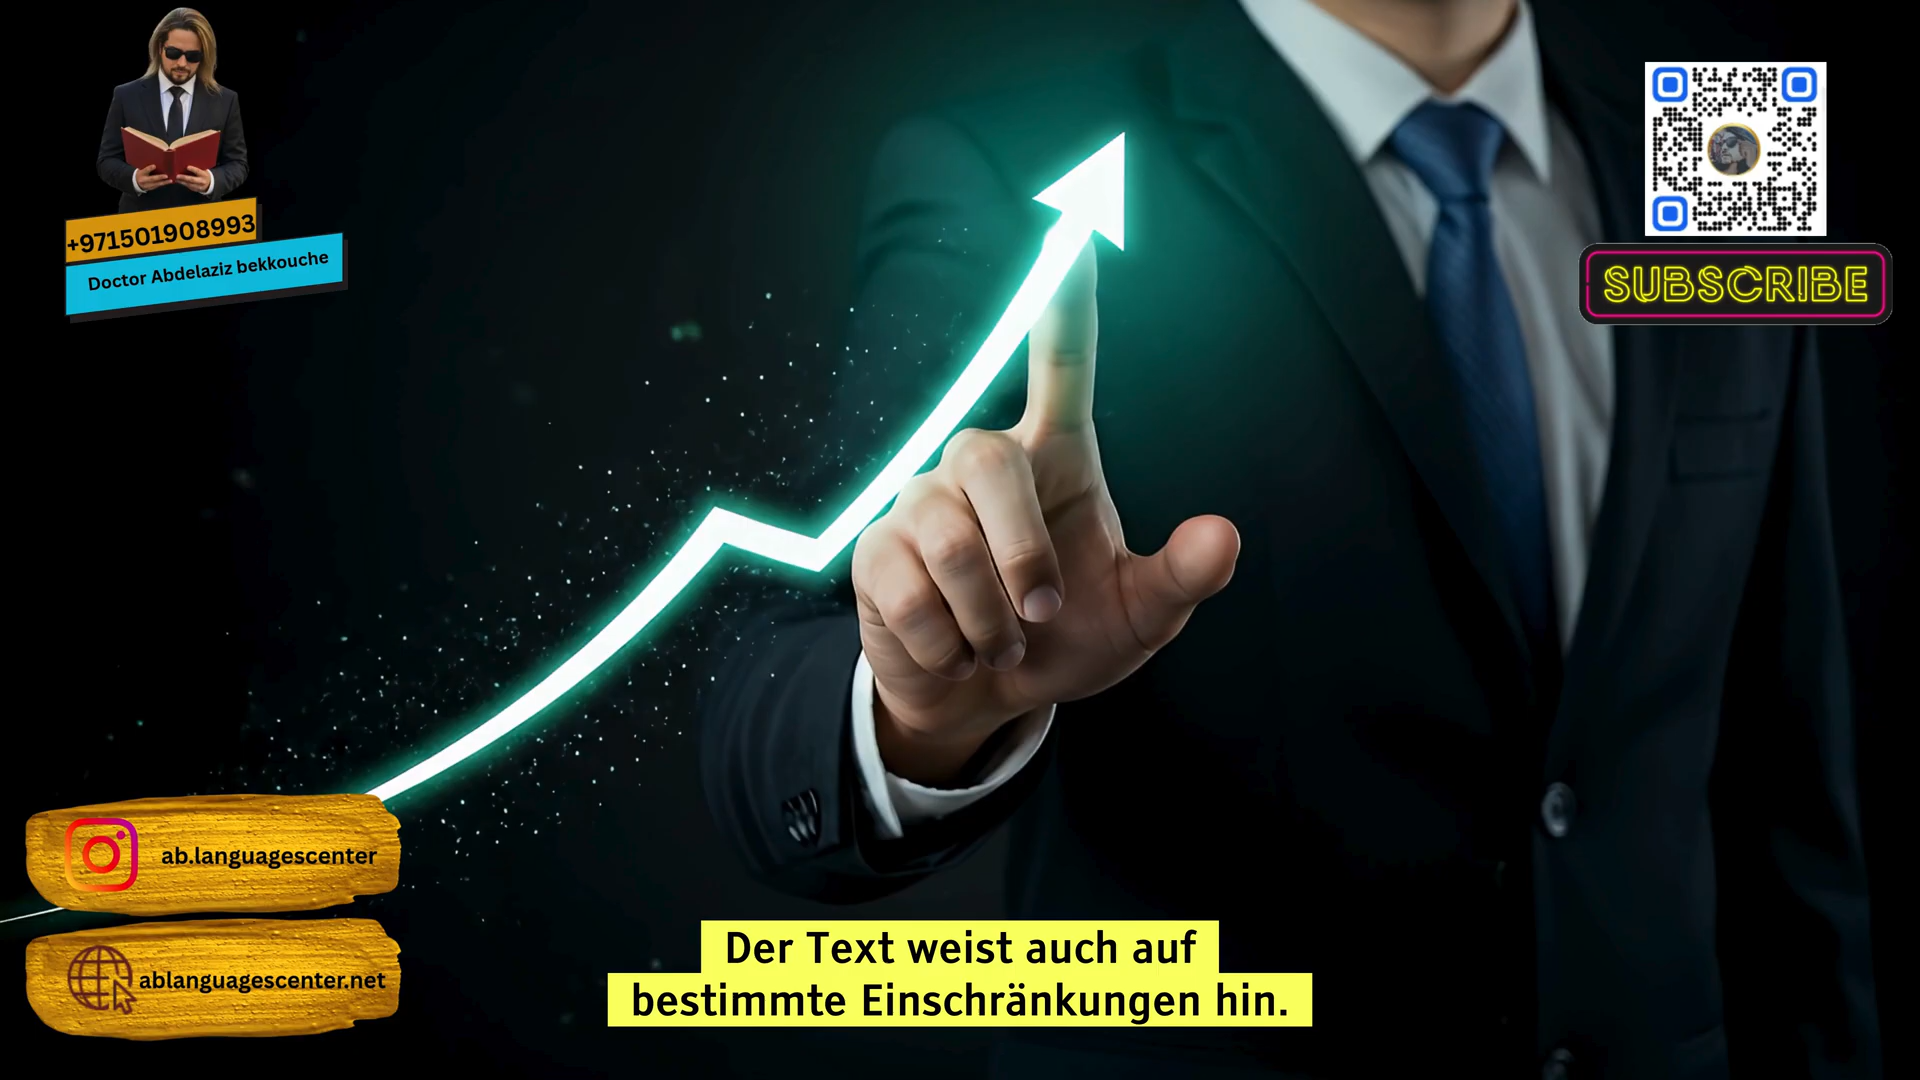 +971501908993
Doctor Abdelaziz bekkouche
SUBSCRIBE
ab.languagescenter
ablanguagescenter.net
Der Text weist auch auf
bestimmte Einschränkungen hin.